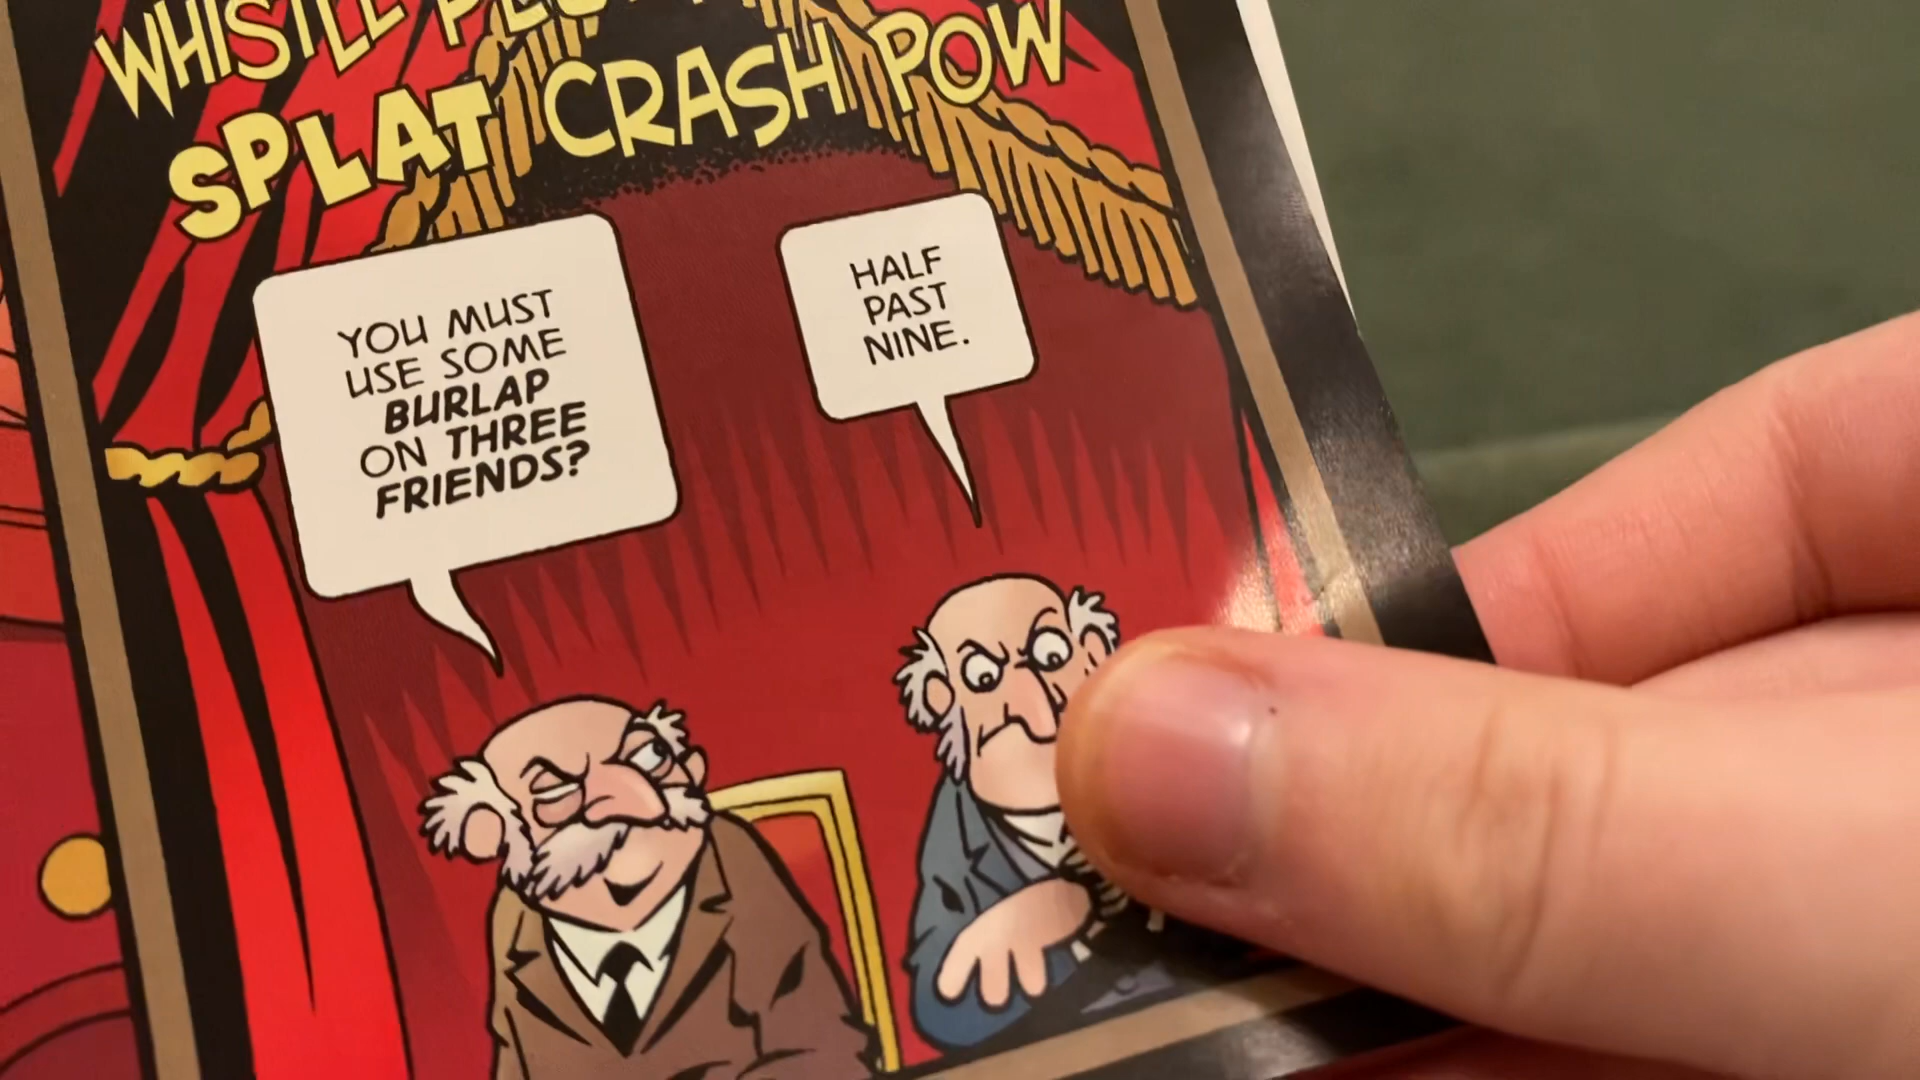 WHISTLE
SPLAT CRASH POW
YOU MUST
USE SOME
BURLAP
ON THREE
FRIENDS?
HALF
PAST
NINE.